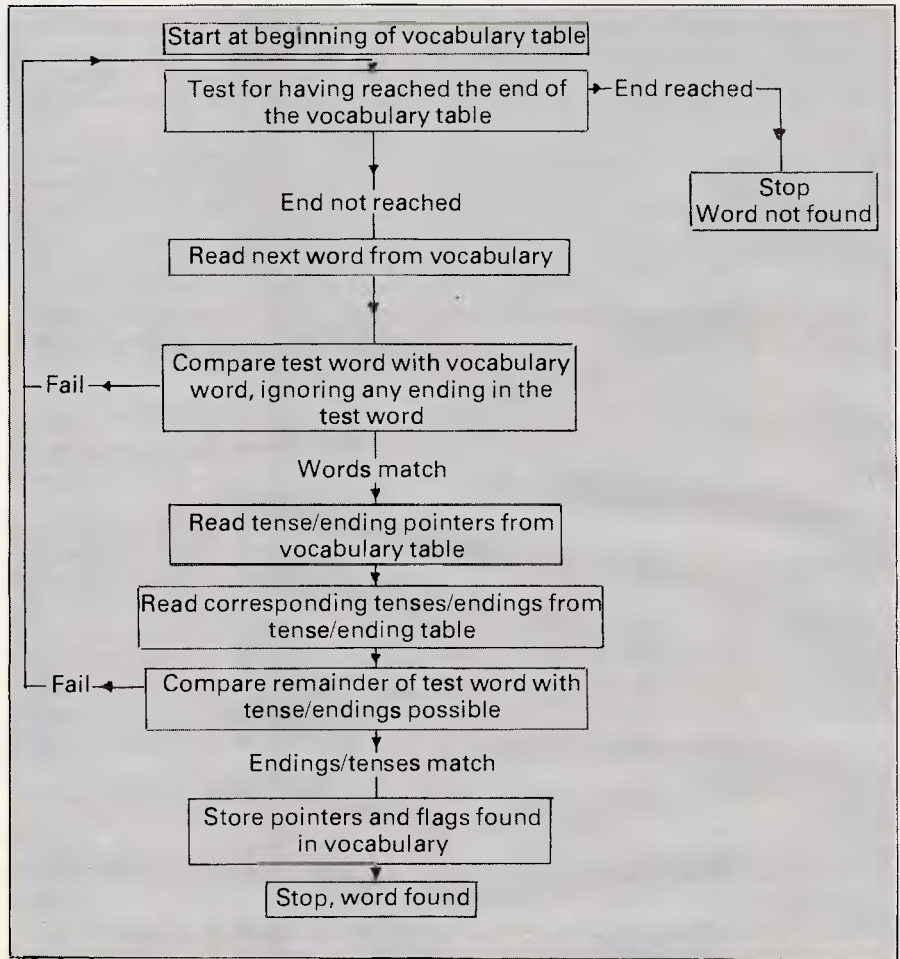 Start at beginning of vocabulary table
Test for having reached the end of
the vocabulary table
End reached
Stop
Word not found
End not reached
Read next word from vocabulary
Compare test word with vocabulary
word, ignoring any ending in the
test word
Fail
Words match
Read tense/ending pointers from
vocabulary table
Read corresponding tenses/endings from
tense/ending table
Compare remainder of test word with
tense/endings possible
Fail
Endings/tenses match
Store pointers and flags found
in vocabulary
Stop, word found